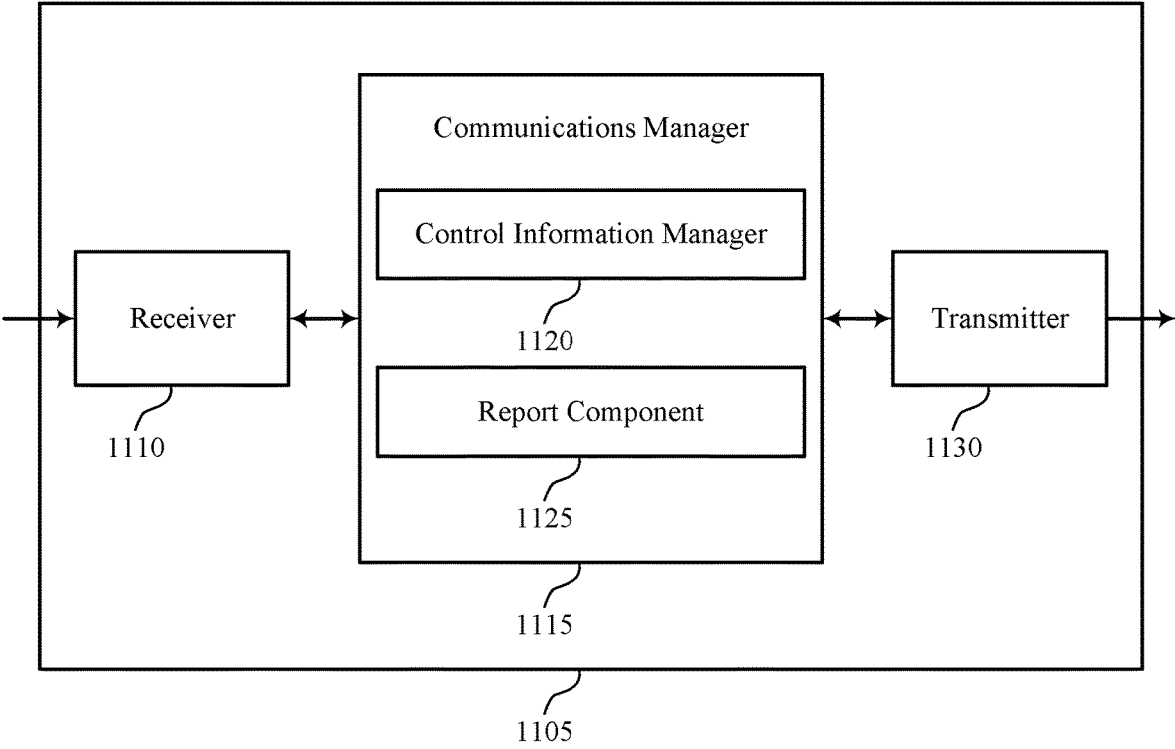 Communications Manager
Control Information Manager
1120
Receiver
1110
Transmitter
1130
Report Component
1125
1115
1105